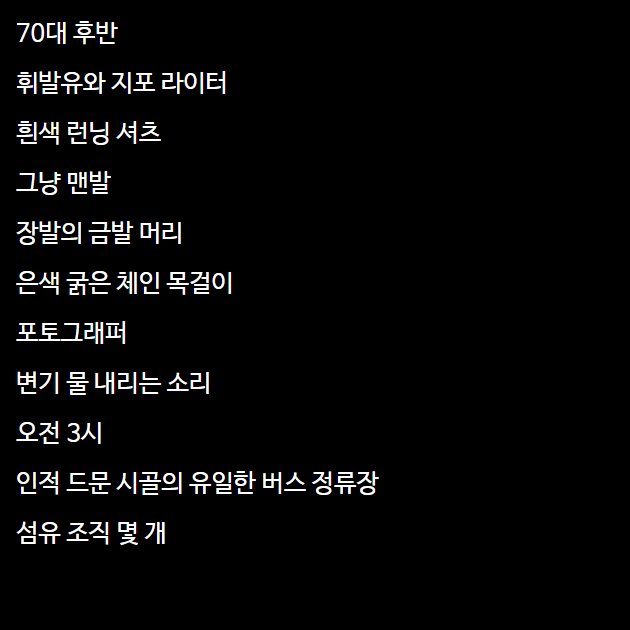 70대 후반
휘발유와 지포 라이터
흰색 런닝 셔츠
그냥 맨발
장발의 금발 머리
은색 굵은 체인 목걸이
포토그래퍼
변기 물 내리는 소리
오전 3시
인적 드문 시골의 유일한 버스 정류장
섬유 조직 몇 개